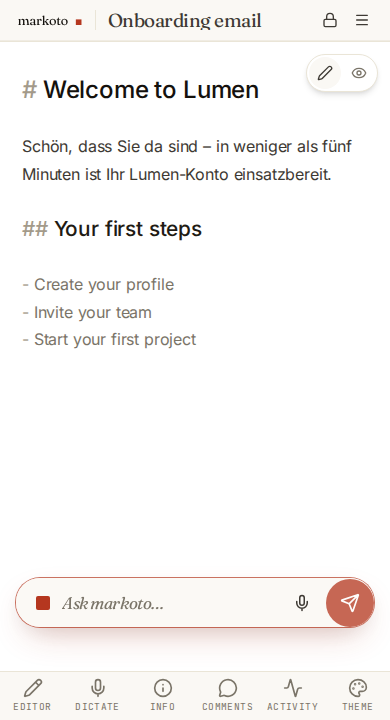 markoto
Onboarding email
# Welcome to Lumen
Schön, dass Sie da sind – in weniger als fünf
Minuten ist Ihr Lumen-Konto einsatzbereit.
## Your first steps
- Create your profile
- Invite your team
- Start your first project
Ask markoto...
EDITOR DICTATE INFO COMMENTS ACTIVITY THEME